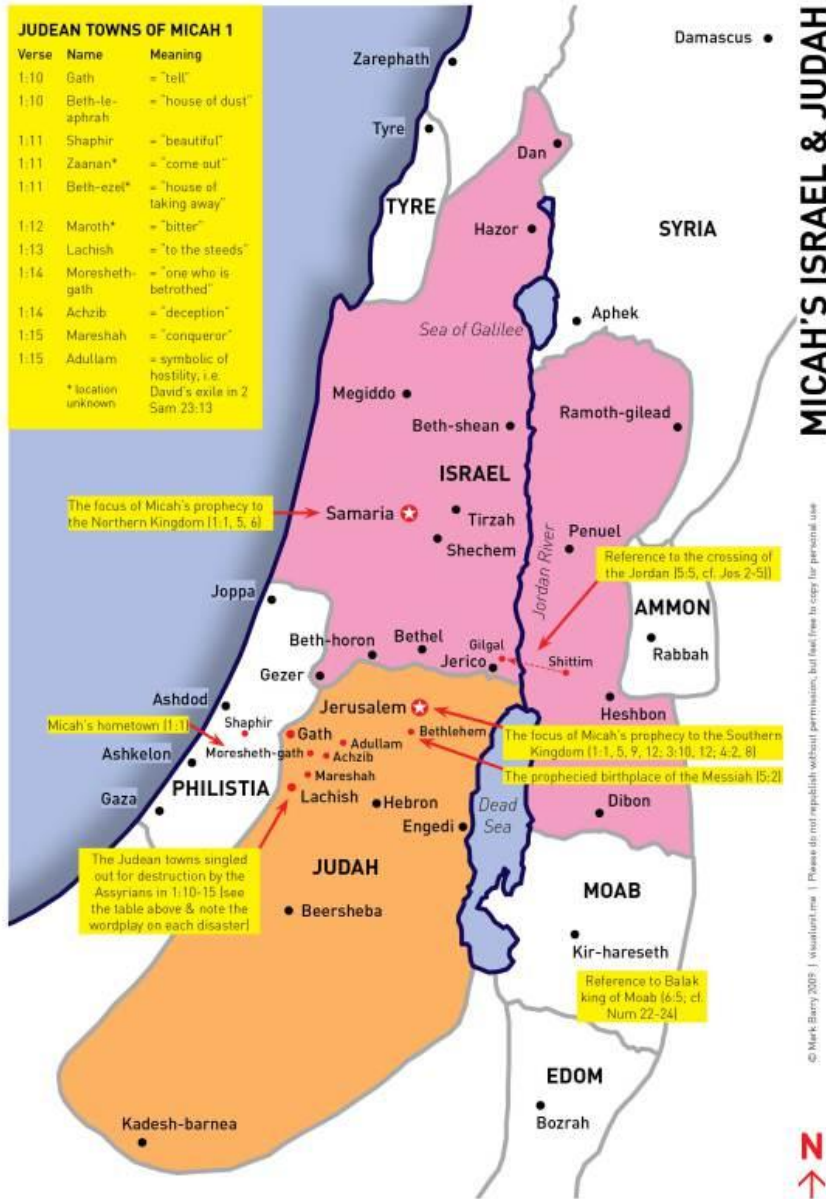 MICAH'S ISRAEL & JUDAH
JUDEAN TOWNS OF MICAH 1
Verse Name Meaning
1:10 Gath = "tell"
1:10 Beth-le-
aphrah = "house of dust"
1:11 Shaphir = "beautiful"
1:11 Zaanan* = "come out"
1:11 Beth-ezel* = "house of
taking away"
1:12 Maroth* = "bitter"
1:13 Lachish = "to the steeds"
1:14 Moresheth-
gath = "one who is
betrothed"
1:14 Achzib = "deception"
1:15 Mareshah = "conqueror"
1:15 Adullam = symbolic of
hostility, i.e.
David's exile in 2
Sam 23:13
* location
unknown
Damascus
Zarephath
Tyre
Dan
TYRE
Hazor
SYRIA
Aphek
Sea of Galilee
Megiddo
Beth-shean
Ramoth-gilead
ISRAEL
The focus of Micah's prophecy to
the Northern Kingdom (1:1, 5, 6)
Samaria
Tirzah
Shechem
Penuel
Jordan River
Reference to the crossing of
the Jordan (5:5, cf. Jos 2-5))
Joppa
AMMON
Rabbah
Beth-horon
Bethel
Gilgal
Jerico
Shittim
Gezer
Heshbon
Ashdod
Jerusalem
Micah's hometown (1:1)
Shaphir
Gath
Bethlehem
The focus of Micah's prophecy to the Southern
Kingdom (1:1, 5, 9, 12; 3:10, 12; 4:2, 8)
Moresheth-gath
Adullam
Achzib
Ashkelon
Mareshah
The prophecied birthplace of the Messiah (5:2)
PHILISTIA
Lachish
Gaza
Hebron
Dead
Sea
Dibon
Engedi
The Judean towns singled
out for destruction by the
Assyrians in 1:10-15 (see
the table above & note the
wordplay on each disaster)
JUDAH
MOAB
Beersheba
Kir-hareseth
Reference to Balak
king of Moab (6:5; cf.
Num 22-24)
EDOM
Bozrah
Kadesh-barnea
© Mark Barry 2009 | visualunit.me | Please do not republish without permission, but feel free to copy for personal use
N